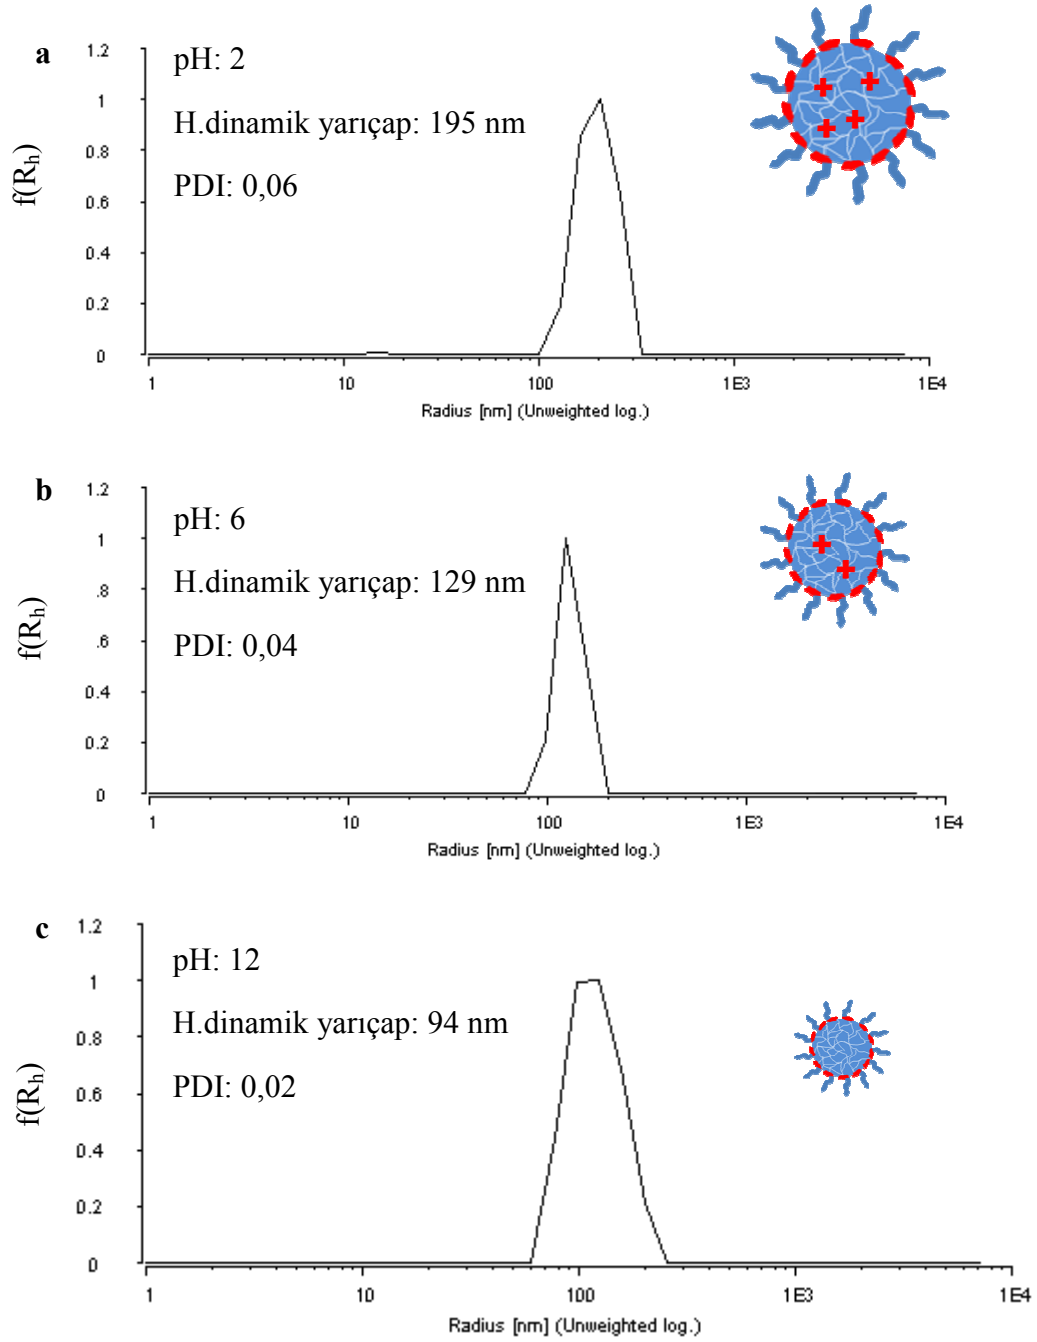 a
pH: 2
H.dinamik yarıçap: 195 nm
PDI: 0,06
f(Rh)
1.2
1
0.8
0.6
0.4
0.2
0
1 10 100 1E3 1E4
Radius [nm] (Unweighted log.)
b
pH: 6
H.dinamik yarıçap: 129 nm
PDI: 0,04
f(Rh)
1.2
1
.8
.6
0.4
0.2
0
1 10 100 1E3 1E4
Radius [nm] (Unweighted log.)
c
pH: 12
H.dinamik yarıçap: 94 nm
PDI: 0,02
f(Rh)
1.2
1
0.8
0.6
0.4
0.2
0
1 10 100 1E3 1E4
Radius [nm] (Unweighted log.)